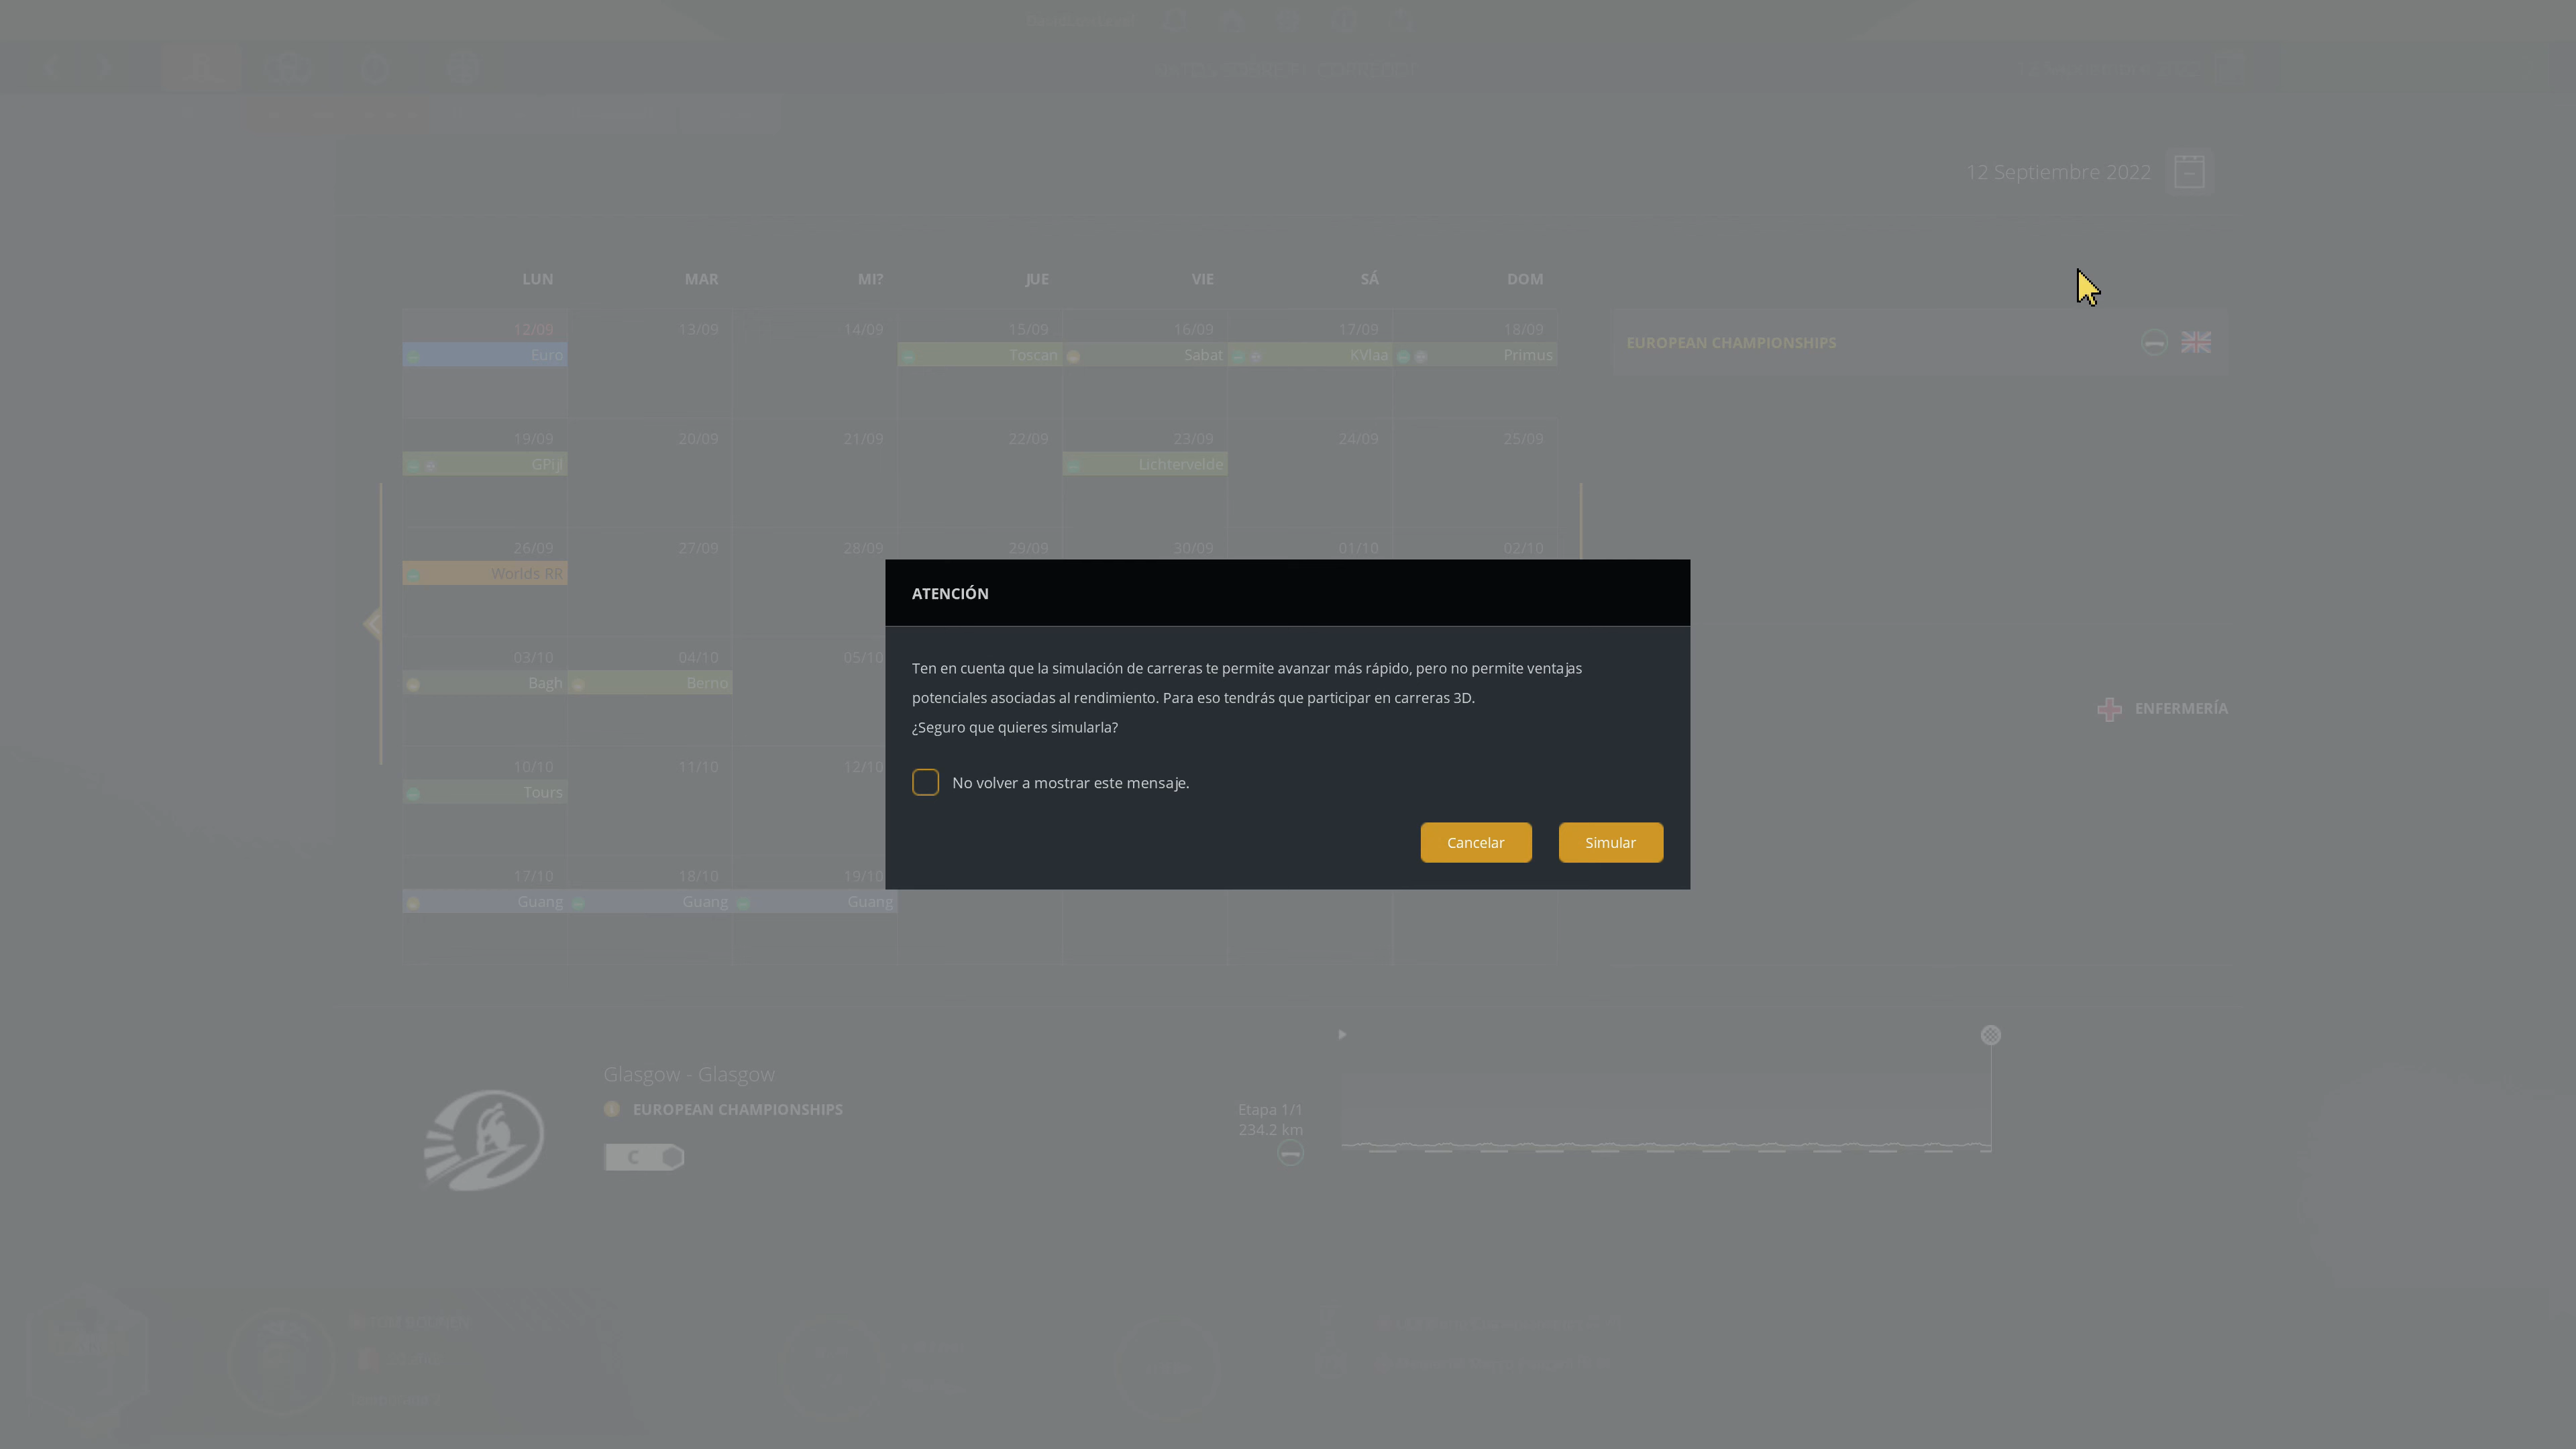 12 Septiembre 2022
LUN MAR MI? JUE VIE SÁ DOM
12/09 13/09 14/09 15/09 16/09 17/09 18/09
Euro Toscan Sabat KVlaa Primus
EUROPEAN CHAMPIONSHIPS
19/09 20/09 21/09 22/09 23/09 24/09 25/09
GPijl Lichtervelde
26/09 27/09 28/09 29/09 30/09 01/10 02/10
Worlds RR
ATENCIÓN
Ten en cuenta que la simulación de carreras te permite avanzar más rápido, pero no permite ventajas
potenciales asociadas al rendimiento. Para eso tendrás que participar en carreras 3D.
¿Seguro que quieres simularla?
No volver a mostrar este mensaje.
Cancelar Simular
03/10 04/10 05/10
Bagh Berno
ENFERMERÍA
10/10 11/10 12/10
Tours
17/10 18/10 19/10
Guang Guang Guang
Glasgow - Glasgow
EUROPEAN CHAMPIONSHIPS
C
Etapa 1/1
234.2 km